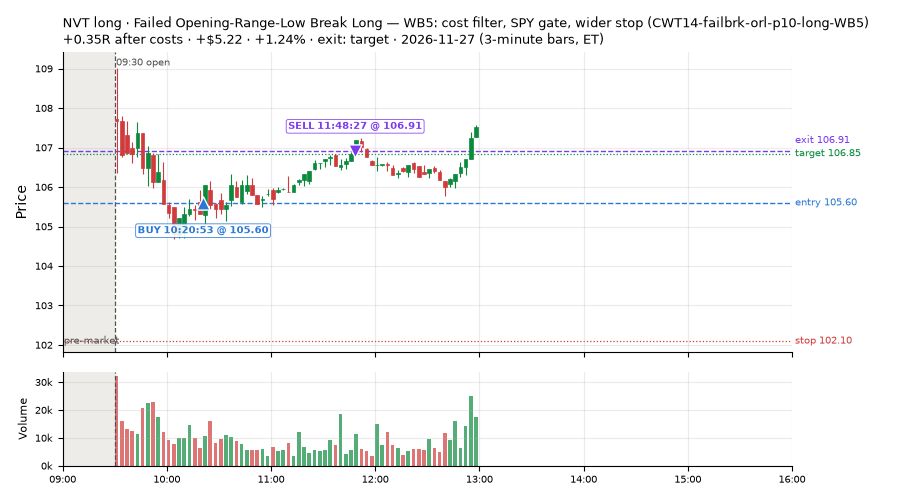 NVT long · Failed Opening-Range-Low Break Long — WB5: cost filter, SPY gate, wider stop (CWT14-failbrk-orl-p10-long-WB5)
+0.35R after costs · +$5.22 · +1.24% · exit: target · 2026-11-27 (3-minute bars, ET)
109
108
107
106
105
104
103
102
Price
09:30 open
SELL 11:48:27 @ 106.91
BUY 10:20:53 @ 105.60
pre-market
exit 106.91
target 106.85
entry 105.60
stop 102.10
30k
20k
10k
0k
Volume
09:00
10:00
11:00
12:00
13:00
14:00
15:00
16:00